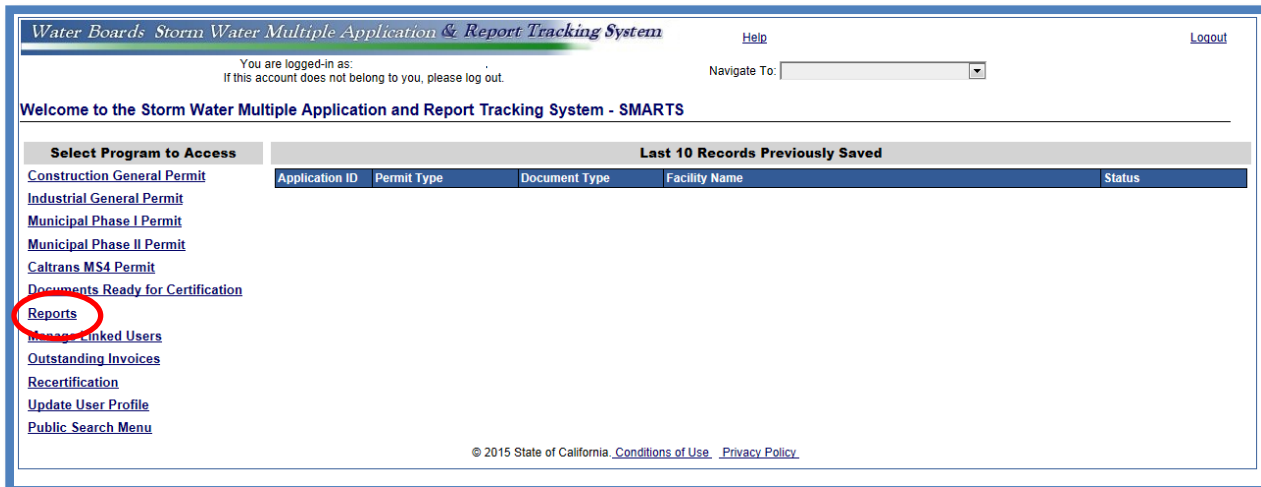 Water Boards Storm Water Multiple Application & Report Tracking System
Help
Logout
You are logged-in as: .
If this account does not belong to you, please log out.
Navigate To:
Welcome to the Storm Water Multiple Application and Report Tracking System - SMARTS
Select Program to Access
Last 10 Records Previously Saved
Construction General Permit
Application ID Permit Type Document Type Facility Name Status
Industrial General Permit
Municipal Phase I Permit
Municipal Phase II Permit
Caltrans MS4 Permit
Documents Ready for Certification
Reports
Manage Linked Users
Outstanding Invoices
Recertification
Update User Profile
Public Search Menu
© 2015 State of California. Conditions of Use Privacy Policy